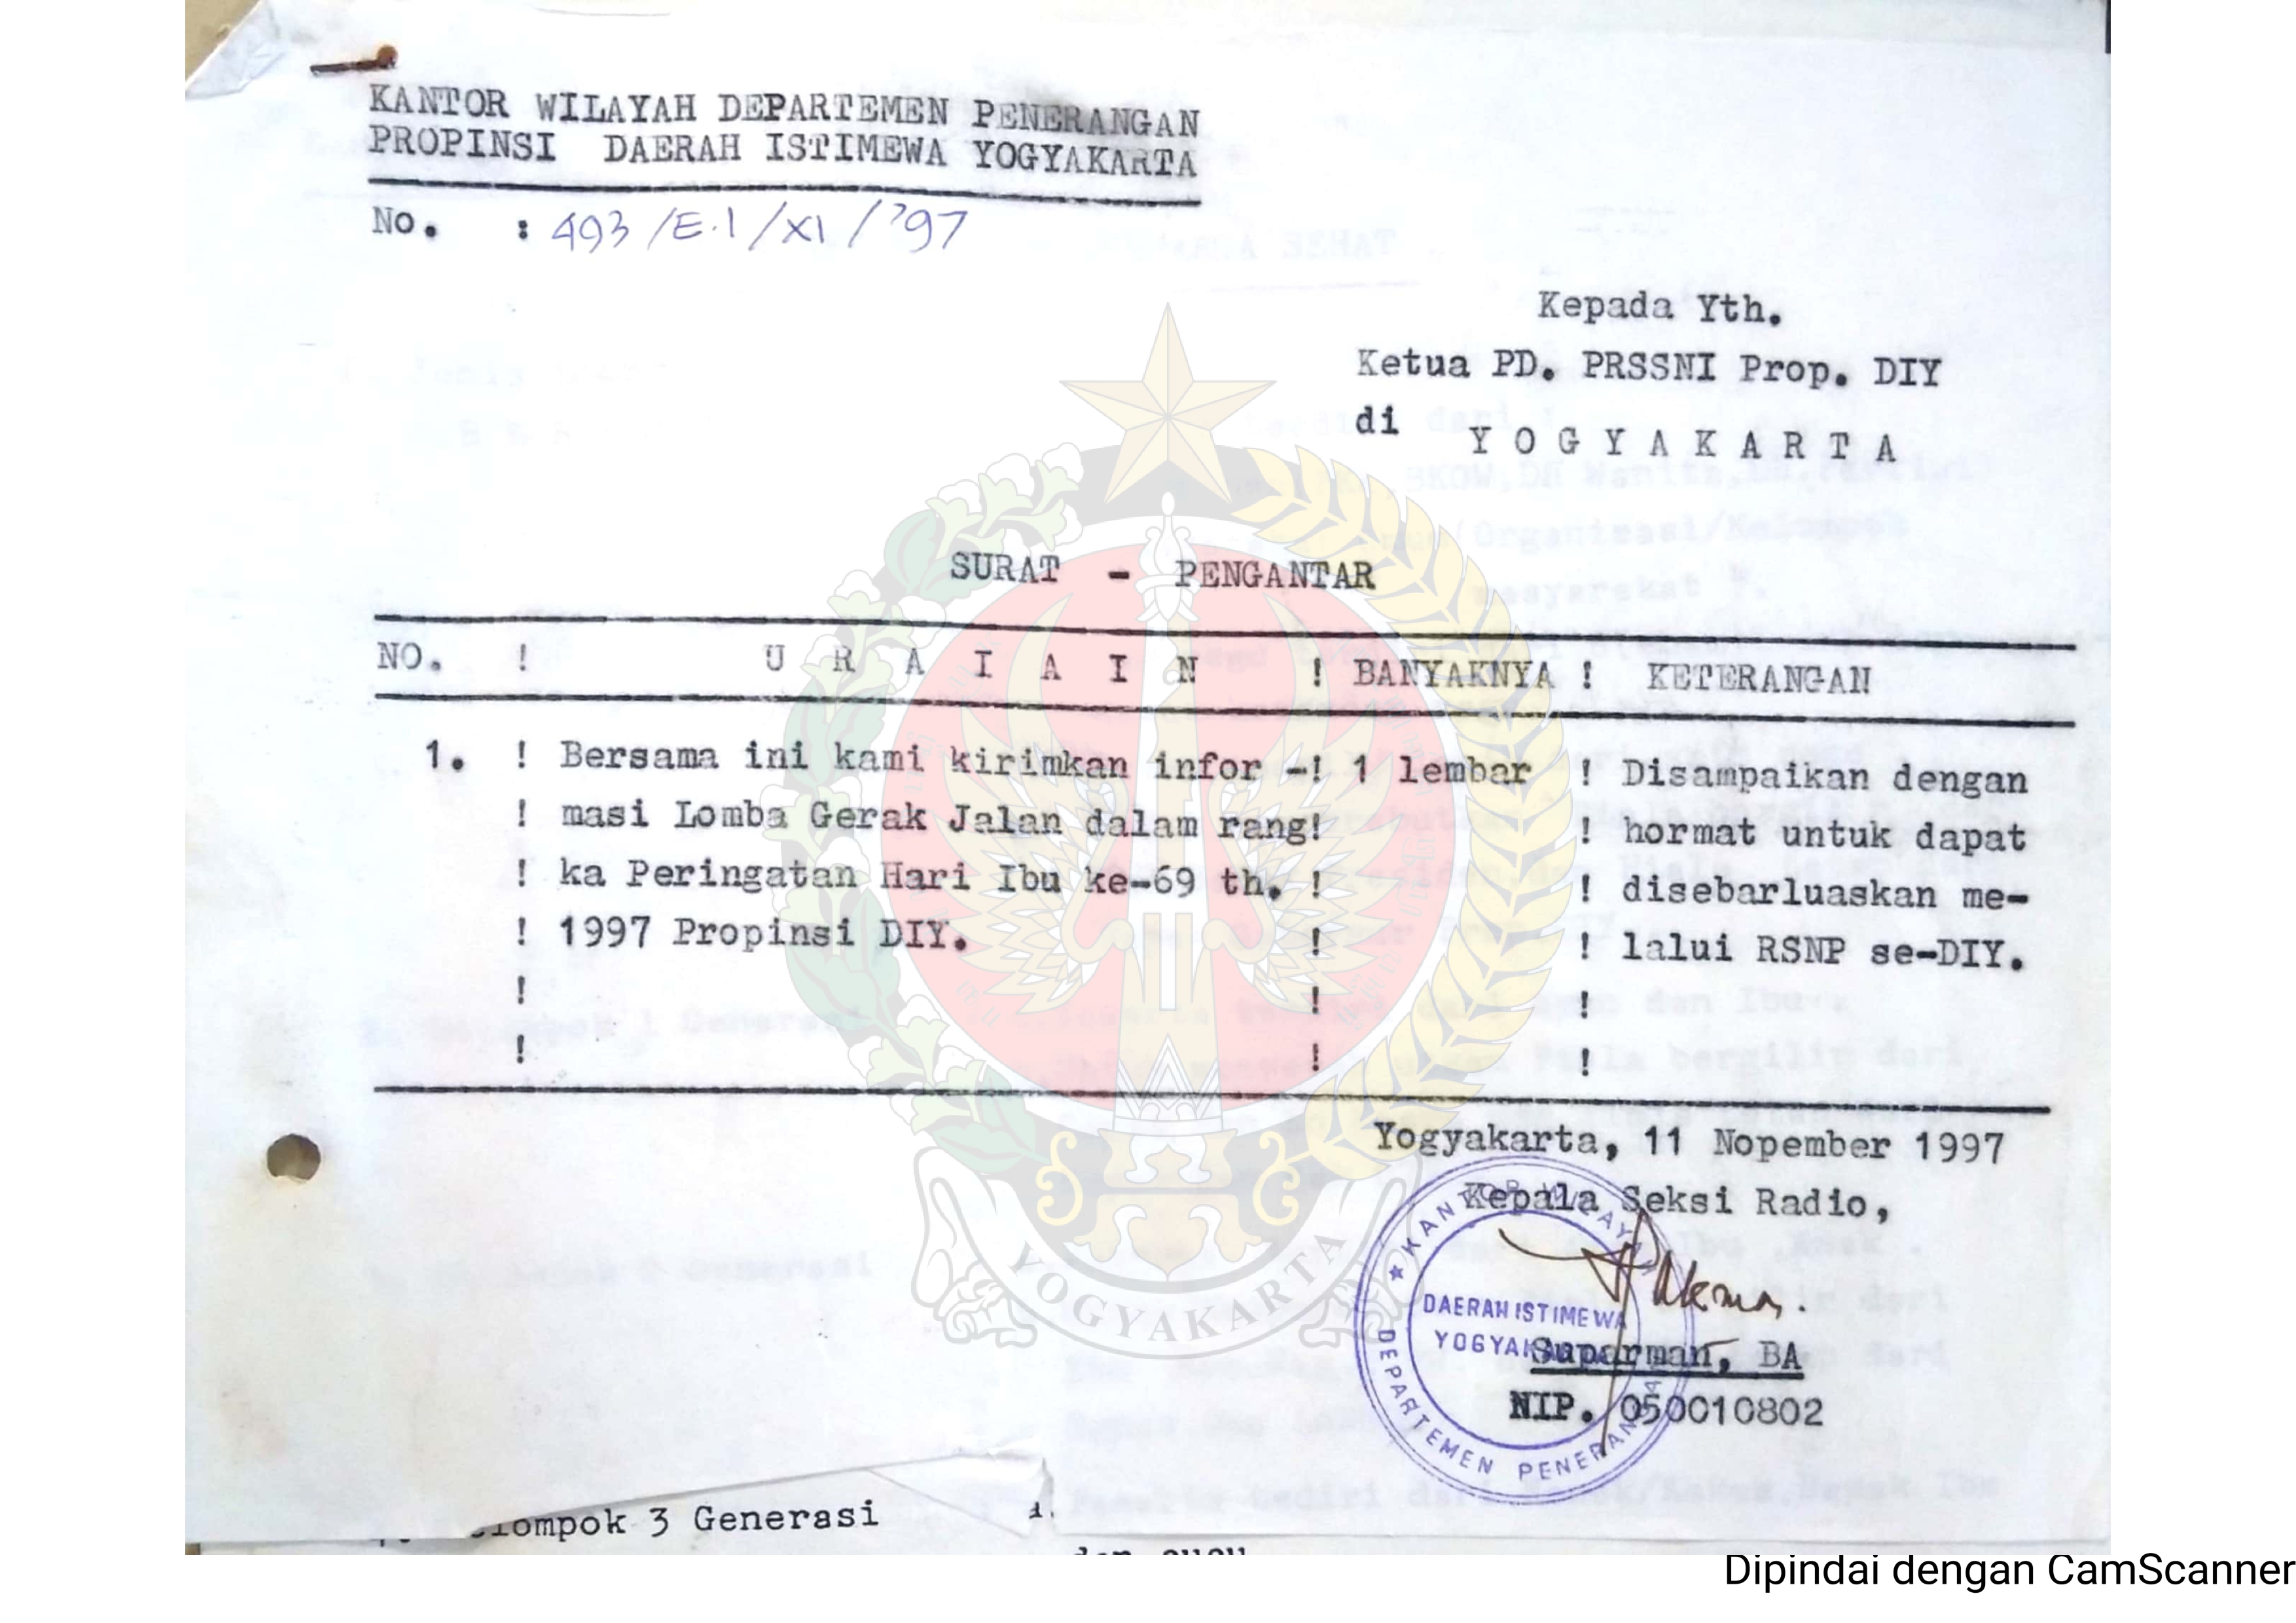 KANTOR WILAYAH DEPARTEMEN PENERANGAN
PROPINSI DAERAH ISTIMEWA YOGYAKARTA
No. : 493/E.1/XI/'97
Kepada Yth.
Ketua PD. PRSSNI Prop. DIY
di
Y O G Y A K A R T A
SURAT - PENGANTAR
NO. ! U R A I A N ! BANYAKNYA ! KETERANGAN
1. ! Bersama ini kami kirimkan infor -! 1 lembar ! Disampaikan dengan
! masi Lomba Gerak Jalan dalam rang! ! hormat untuk dapat
! ka Peringatan Hari Ibu ke-69 th. ! ! disebarluaskan me-
! 1997 Propinsi DIY. ! ! lalui RSNP se-DIY.
! ! !
! ! !
Yogyakarta, 11 Nopember 1997
Kepala Seksi Radio,
KANTOR WILAYAH
DAERAH ISTIMEWA
YOGYAKARTA
DEPARTEMEN PENERANGAN
Suparman, BA
NIP. 050010802
YOGYAKARTA
Kelompok 3 Generasi
Dipindai dengan CamScanner